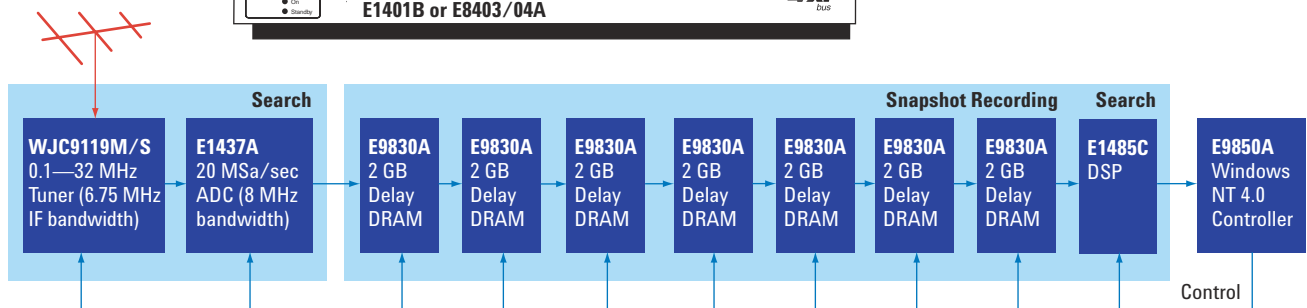 On
Standby
E1401B or E8403/04A
bus
Search
Snapshot Recording
Search
WJC9119M/S
0.1—32 MHz
Tuner (6.75 MHz
IF bandwidth)
E1437A
20 MSa/sec
ADC (8 MHz
bandwidth)
E9830A
2 GB
Delay
DRAM
E9830A
2 GB
Delay
DRAM
E9830A
2 GB
Delay
DRAM
E9830A
2 GB
Delay
DRAM
E9830A
2 GB
Delay
DRAM
E9830A
2 GB
Delay
DRAM
E9830A
2 GB
Delay
DRAM
E1485C
DSP
E9850A
Windows
NT 4.0
Controller
Control